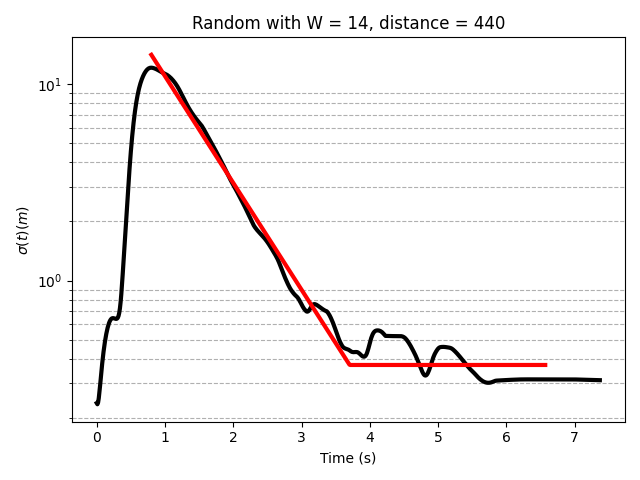 Random with W = 14, distance = 440
σ(t)(m)
10¹
10⁰
0 1 2 3 4 5 6 7
Time (s)